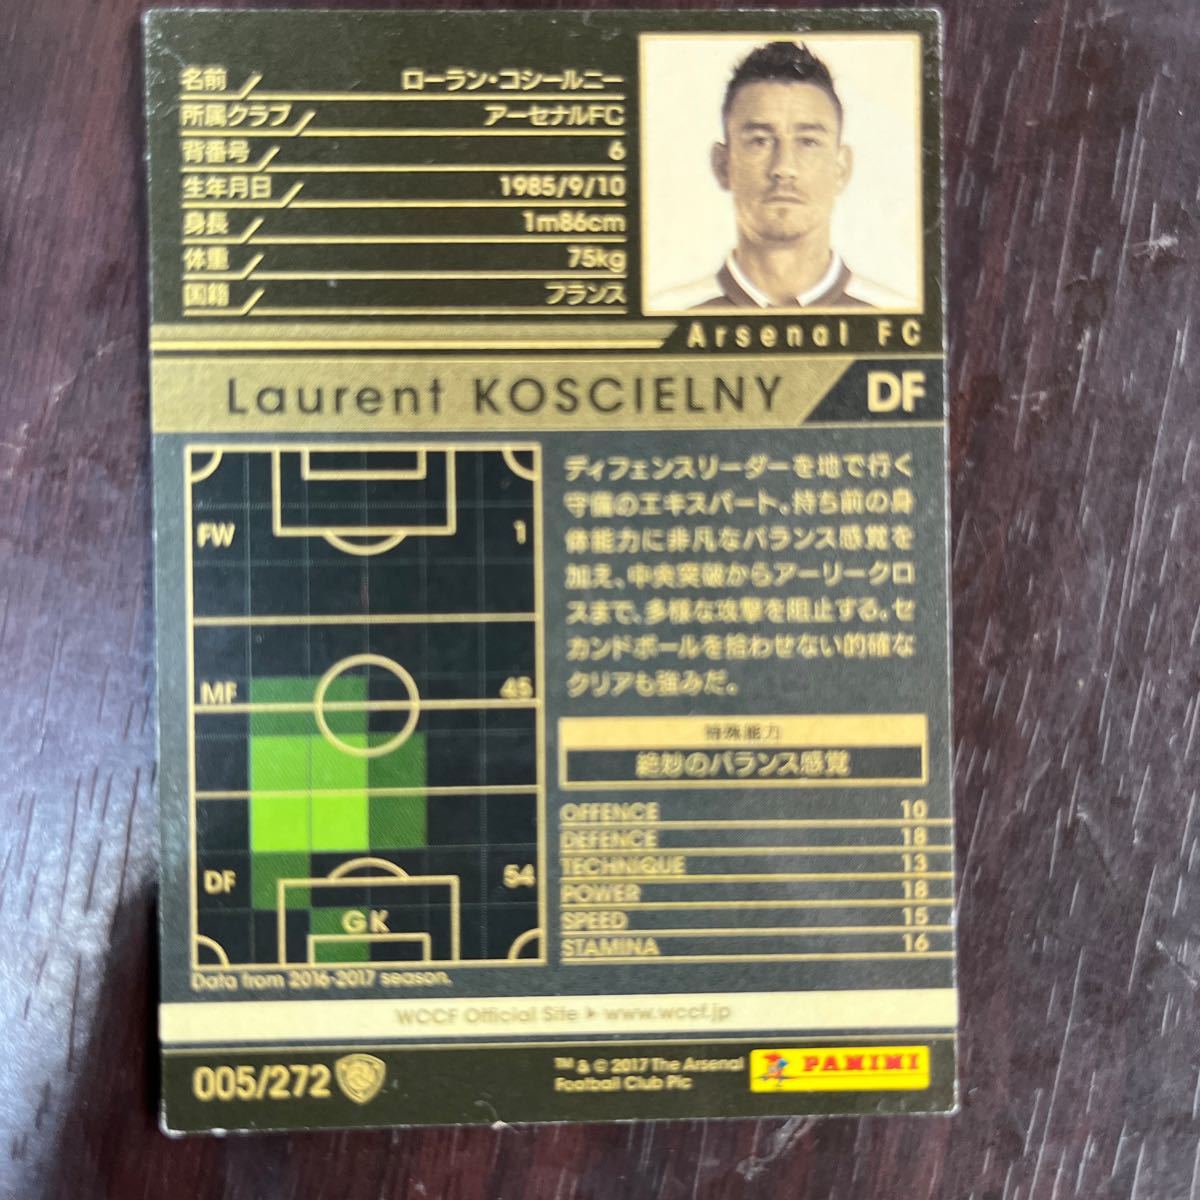 名前 ローラン・コシールニー
所属クラブ アーセナルFC
背番号 6
生年月日 1985/9/10
身長 1m86cm
体重 75kg
国籍 フランス
Arsenal FC
Laurent KOSCIELNY DF
FW 1
MF 45
DF 54
GK
Data from 2016-2017 season.
ディフェンスリーダーを地で行く
守備のエキスパート。持ち前の身
体能力に非凡なバランス感覚を
加え、中央突破からアーリークロ
スまで、多様な攻撃を阻止する。セ
カンドボールを拾わせない的確な
クリアも強みだ。
特殊能力
絶妙のバランス感覚
OFFENCE 10
DEFENCE 18
TECHNIQUE 13
POWER 18
SPEED 15
STAMINA 16
WCCF Official Site ▶ www.wccf.jp
005/272
™ & © 2017 The Arsenal
Football Club Plc
PANINI